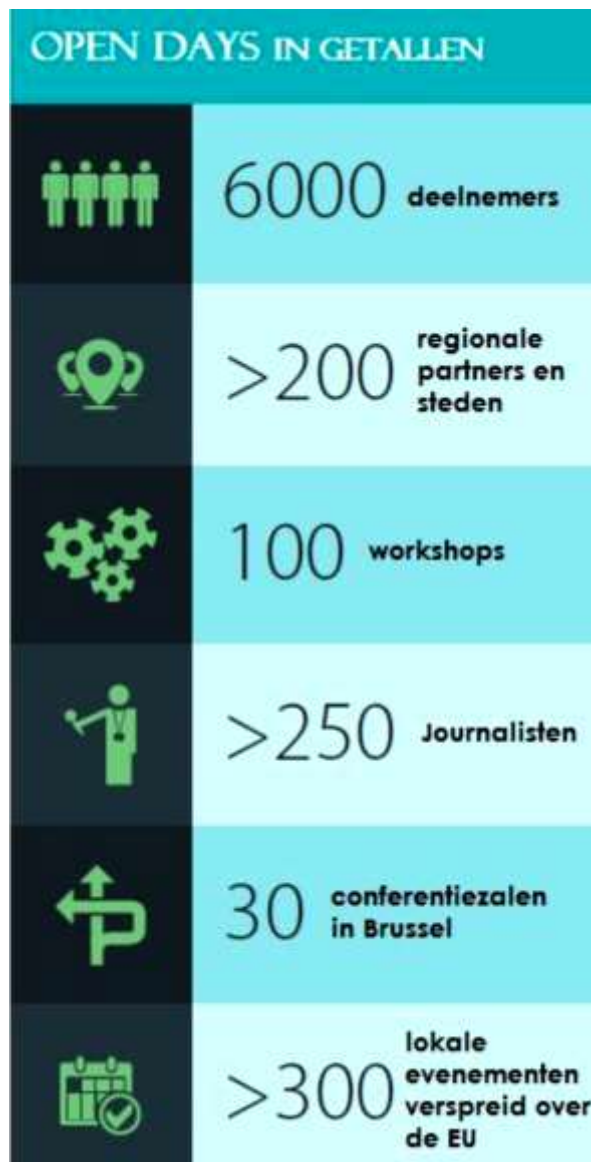 OPEN DAYS IN GETALLEN
6000 deelnemers
>200 regionale
partners en
steden
100 workshops
>250 Journalisten
30 conferentiezalen
in Brussel
>300 lokale
evenementen
verspreid over
de EU